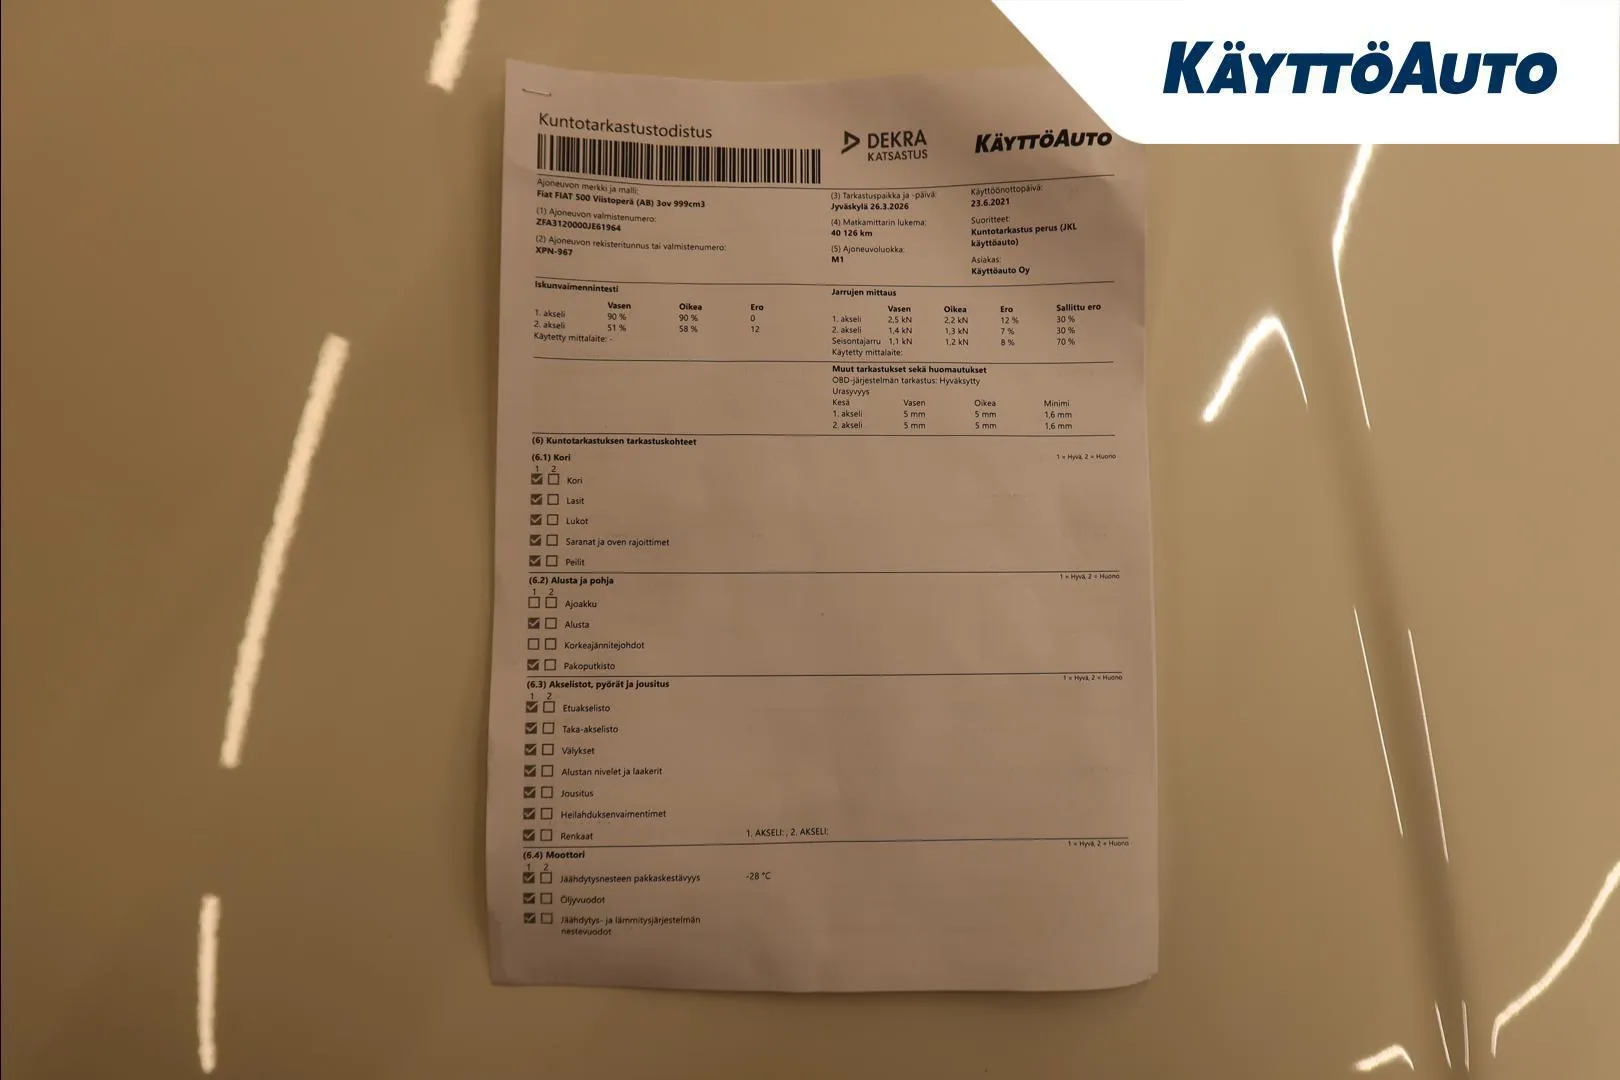 KÄYTTÖAUTO
Kuntotarkastustodistus
DEKRA
KATSASTUS
KÄYTTÖAUTO
Ajoneuvon merkki ja malli:
Fiat FIAT 500 Viistoperä (AB) 3ov 999cm3
(1) Ajoneuvon valmistenumero:
ZFA3120000JE61964
(2) Ajoneuvon rekisteritunnus tai valmistenumero:
XPN-967
(3) Tarkastuspaikka ja -päivä:
Jyväskylä 26.3.2026
(4) Matkamittarin lukema:
40 126 km
(5) Ajoneuvoluokka:
M1
Käyttöönottopäivä:
23.6.2021
Suoritteet:
Kuntotarkastus perus (JKL
käyttöauto)
Asiakas:
Käyttöauto Oy
Iskunvaimennintesti
Vasen Oikea Ero
1. akseli 90 % 90 % 0
2. akseli 51 % 58 % 12
Käytetty mittalaite: -
Jarrujen mittaus
Vasen Oikea Ero Sallittu ero
1. akseli 2,5 kN 2,2 kN 12 % 30 %
2. akseli 1,4 kN 1,3 kN 7 % 30 %
Seisontajarru 1,1 kN 1,2 kN 8 % 70 %
Käytetty mittalaite:
Muut tarkastukset sekä huomautukset
OBD-järjestelmän tarkastus: Hyväksytty
Urasyvyys
Kesä Vasen Oikea Minimi
1. akseli 5 mm 5 mm 1,6 mm
2. akseli 5 mm 5 mm 1,6 mm
(6) Kuntotarkastuksen tarkastuskohteet
(6.1) Kori 1 = Hyvä, 2 = Huono
1 2
Kori
Lasit
Lukot
Saranat ja oven rajoittimet
Peilit
(6.2) Alusta ja pohja 1 = Hyvä, 2 = Huono
1 2
Ajoakku
Alusta
Korkeajännitejohdot
Pakoputkisto
(6.3) Akselistot, pyörät ja jousitus 1 = Hyvä, 2 = Huono
1 2
Etuakselisto
Taka-akselisto
Välykset
Alustan nivelet ja laakerit
Jousitus
Heilahduksenvaimentimet
Renkaat 1. AKSELI: , 2. AKSELI:
(6.4) Moottori 1 = Hyvä, 2 = Huono
1 2
Jäähdytysnesteen pakkaskestävyys -28 °C
Öljyvuodot
Jäähdytys- ja lämmitysjärjestelmän
nestevuodot